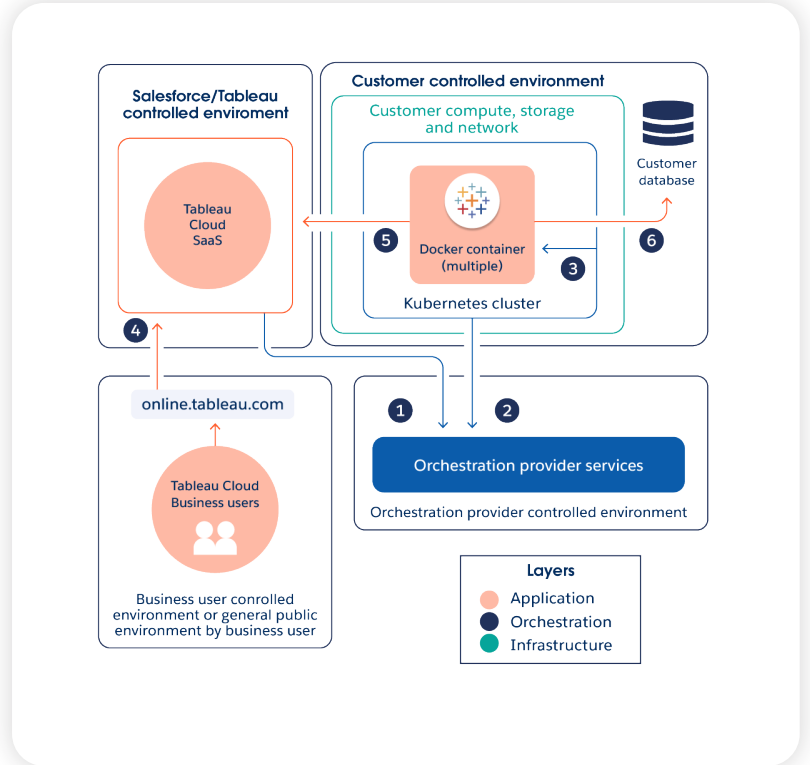 Salesforce/Tableau
controlled enviroment
Tableau
Cloud
SaaS
4
Customer controlled environment
Customer compute, storage
and network
Docker container
(multiple)
Kubernetes cluster
5
3
6
Customer
database
online.tableau.com
Tableau Cloud
Business users
Business user conrolled
environment or general public
environment by business user
1
2
Orchestration provider services
Orchestration provider controlled environment
Layers
Application
Orchestration
Infrastructure